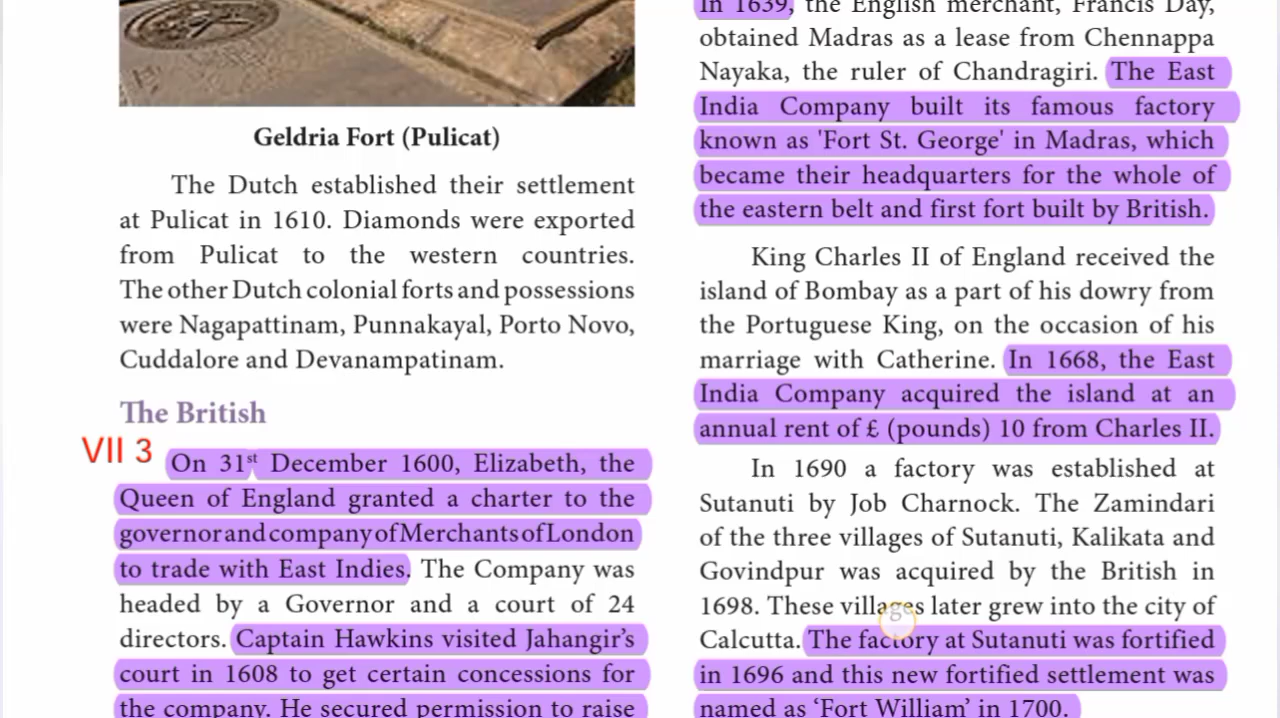 Geldria Fort (Pulicat)
The Dutch established their settlement
at Pulicat in 1610. Diamonds were exported
from Pulicat to the western countries.
The other Dutch colonial forts and possessions
were Nagapattinam, Punnakayal, Porto Novo,
Cuddalore and Devanampatinam.
The British
VII 3
On 31st December 1600, Elizabeth, the
Queen of England granted a charter to the
governor and company of Merchants of London
to trade with East Indies. The Company was
headed by a Governor and a court of 24
directors. Captain Hawkins visited Jahangir’s
court in 1608 to get certain concessions for
the company. He secured permission to raise
In 1639, the English merchant, Francis Day,
obtained Madras as a lease from Chennappa
Nayaka, the ruler of Chandragiri. The East
India Company built its famous factory
known as 'Fort St. George' in Madras, which
became their headquarters for the whole of
the eastern belt and first fort built by British.
King Charles II of England received the
island of Bombay as a part of his dowry from
the Portuguese King, on the occasion of his
marriage with Catherine. In 1668, the East
India Company acquired the island at an
annual rent of £ (pounds) 10 from Charles II.
In 1690 a factory was established at
Sutanuti by Job Charnock. The Zamindari
of the three villages of Sutanuti, Kalikata and
Govindpur was acquired by the British in
1698. These villages later grew into the city of
Calcutta. The factory at Sutanuti was fortified
in 1696 and this new fortified settlement was
named as ‘Fort William’ in 1700.